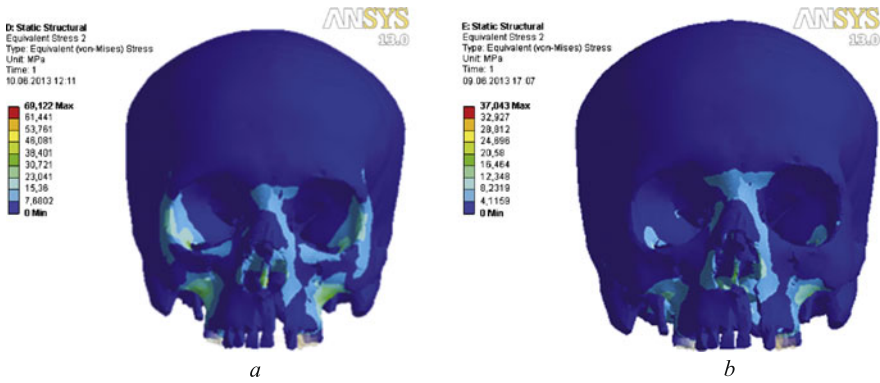 D: Static Structural
Equivalent Stress 2
Type: Equivalent (von-Mises) Stress
Unit: MPa
Time: 1
10.06.2013 12:11
69,122 Max
61,441
53,761
46,081
38,401
30,721
23,041
15,36
7,6802
0 Min
ANSYS
13.0
a
E: Static Structural
Equivalent Stress 2
Type: Equivalent (von-Mises) Stress
Unit: MPa
Time: 1
09.06.2013 17:07
37,043 Max
32,927
28,812
24,696
20,58
16,464
12,348
8,2319
4,1159
0 Min
ANSYS
13.0
b